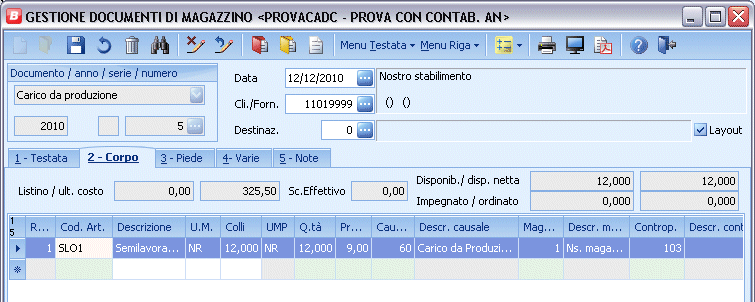 GESTIONE DOCUMENTI DI MAGAZZINO <PROVACADC - PROVA CON CONTAB. AN>
Menu Testata Menu Riga
Documento / anno / serie / numero
Carico da produzione
2010 5
Data 12/12/2010 Nostro stabilimento
Cli./Forn. 11019999 () ()
Destinaz. 0 Layout
1 - Testata 2 - Corpo 3 - Piede 4- Varie 5 - Note
Listino / ult. costo 0,00 325,50 Sc.Effettivo 0,00 Disponib./ disp. netta 12,000 12,000
Impegnato / ordinato 0,000 0,000
1 5 R... Cod. Art. Descrizione U.M. Colli UMP Q.tà Pr... Cau... Descr. causale Mag... Descr. m... Controp. Descr. cont
1 SLO1 Semilavora... NR 12,000 NR 12,000 9,00 60 Carico da Produzi... 1 Ns. maga... 103